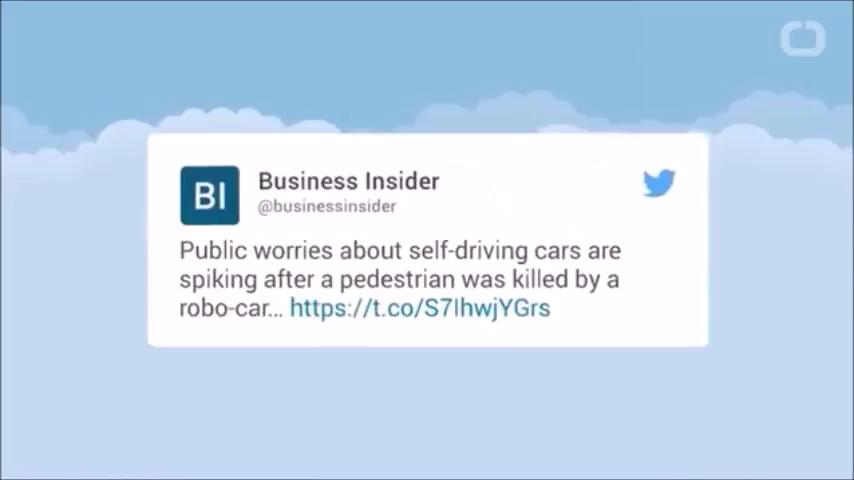 BI
Business Insider
@businessinsider
Public worries about self-driving cars are
spiking after a pedestrian was killed by a
robo-car... https://t.co/S7lhwjYGrs